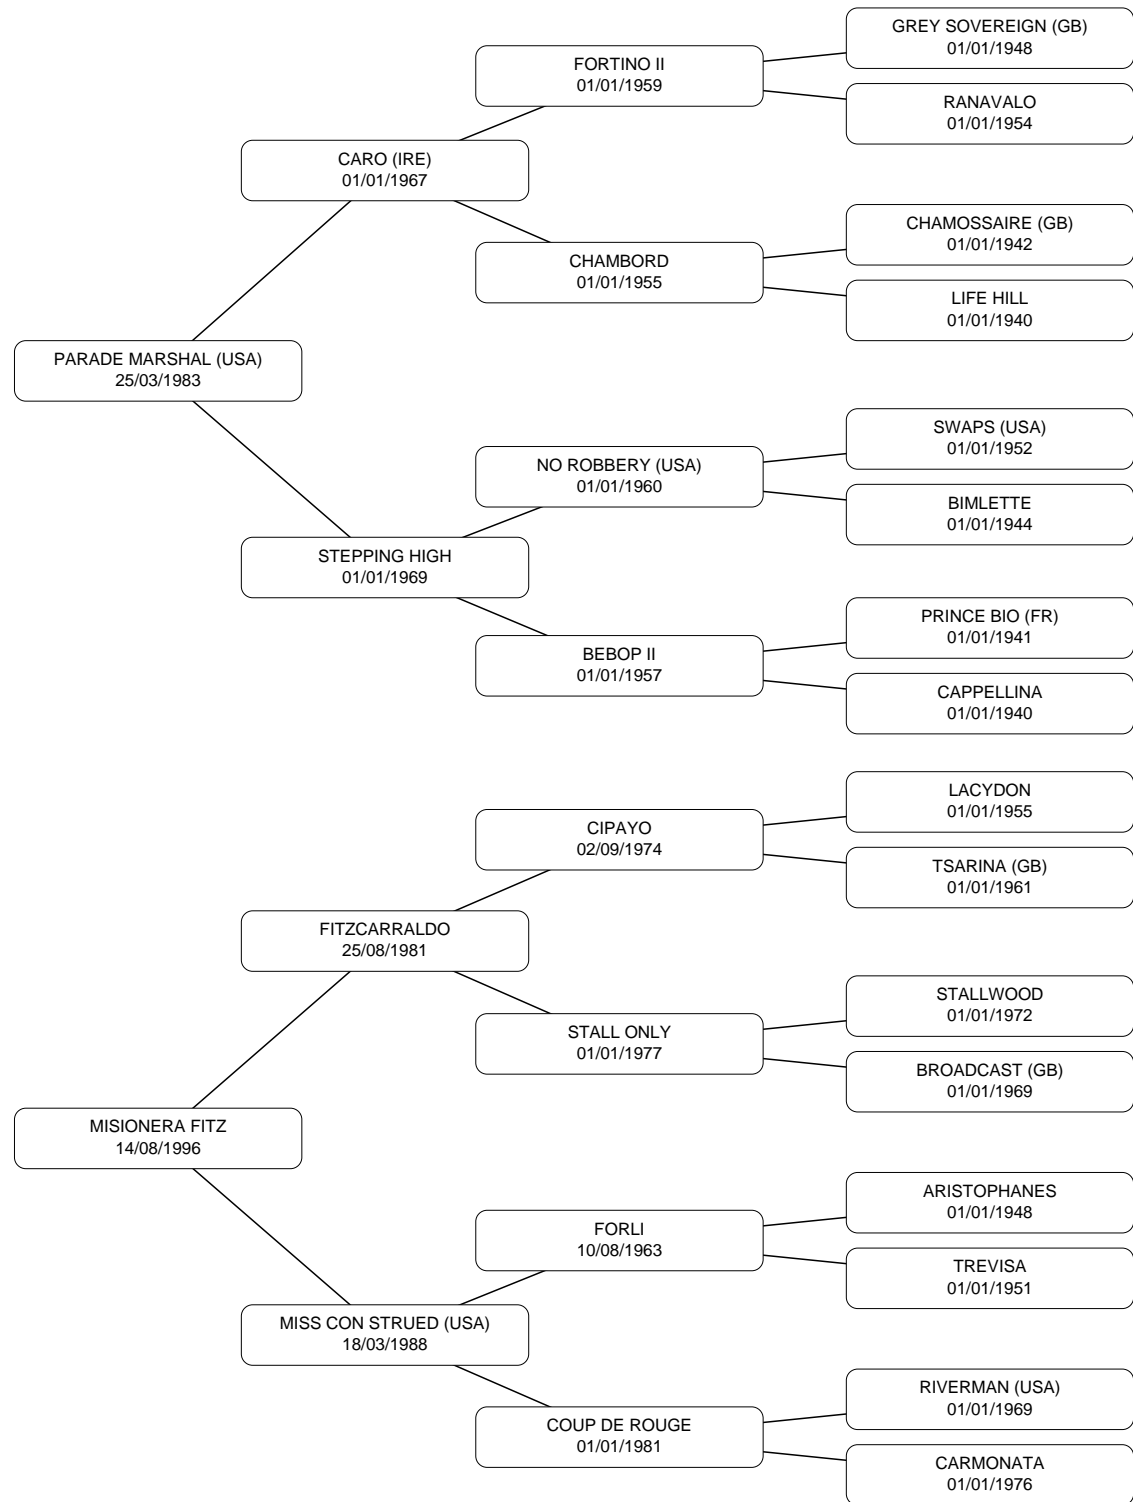 GREY SOVEREIGN (GB)
01/01/1948
FORTINO II
01/01/1959
RANAVALO
01/01/1954
CARO (IRE)
01/01/1967
CHAMOSSAIRE (GB)
01/01/1942
CHAMBORD
01/01/1955
LIFE HILL
01/01/1940
PARADE MARSHAL (USA)
25/03/1983
SWAPS (USA)
01/01/1952
NO ROBBERY (USA)
01/01/1960
BIMLETTE
01/01/1944
STEPPING HIGH
01/01/1969
PRINCE BIO (FR)
01/01/1941
BEBOP II
01/01/1957
CAPPELLINA
01/01/1940
LACYDON
01/01/1955
CIPAYO
02/09/1974
TSARINA (GB)
01/01/1961
FITZCARRALDO
25/08/1981
STALLWOOD
01/01/1972
STALL ONLY
01/01/1977
BROADCAST (GB)
01/01/1969
MISIONERA FITZ
14/08/1996
ARISTOPHANES
01/01/1948
FORLI
10/08/1963
TREVISA
01/01/1951
MISS CON STRUED (USA)
18/03/1988
RIVERMAN (USA)
01/01/1969
COUP DE ROUGE
01/01/1981
CARMONATA
01/01/1976